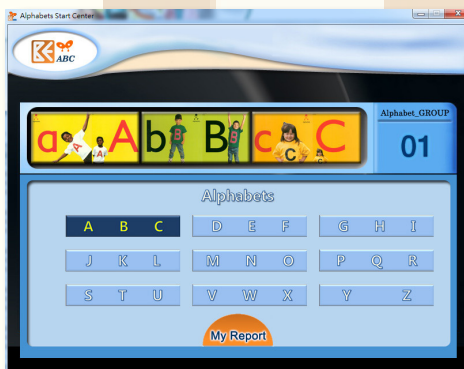 Alphabets Start Center
ABC
a A b B c C
Alphabet_GROUP
01
Alphabets
A B C
D E F
G H I
J K L
M N O
P Q R
S T U
V W X
Y Z
My Report